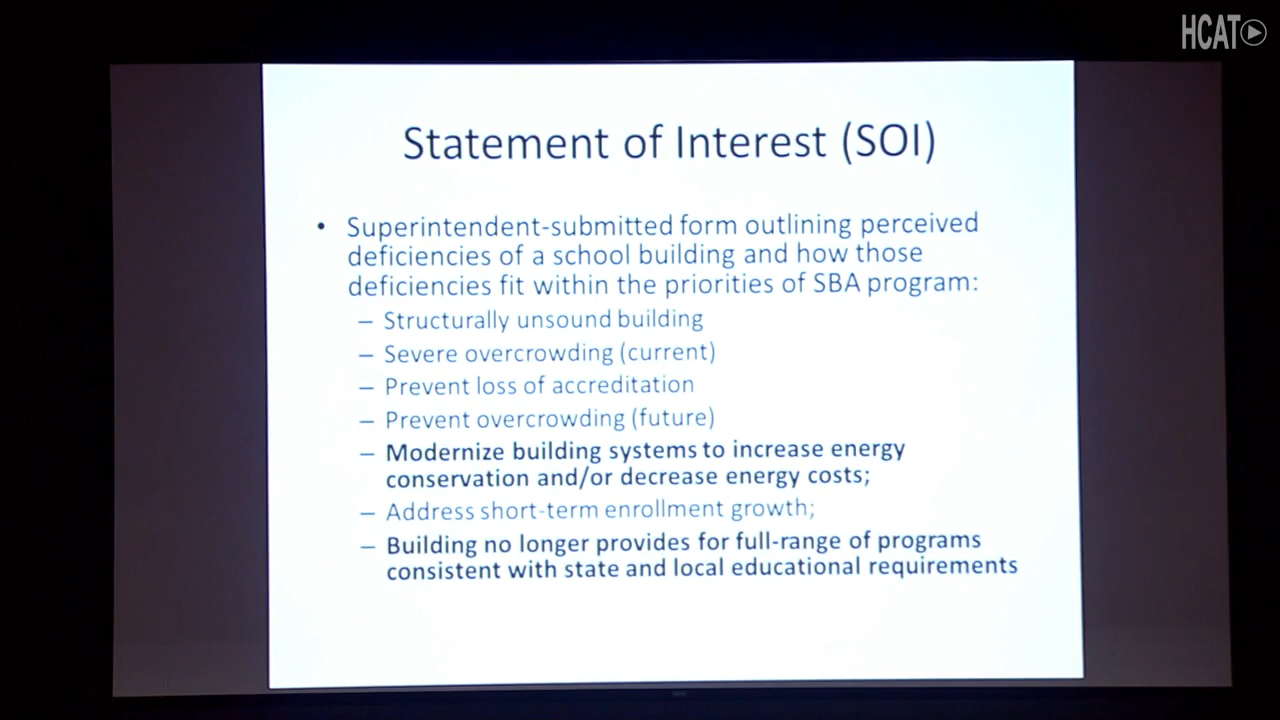 HCAT
Statement of Interest (SOI)
• Superintendent-submitted form outlining perceived
deficiencies of a school building and how those
deficiencies fit within the priorities of SBA program:
– Structurally unsound building
– Severe overcrowding (current)
– Prevent loss of accreditation
– Prevent overcrowding (future)
– Modernize building systems to increase energy
conservation and/or decrease energy costs;
– Address short-term enrollment growth;
– Building no longer provides for full-range of programs
consistent with state and local educational requirements